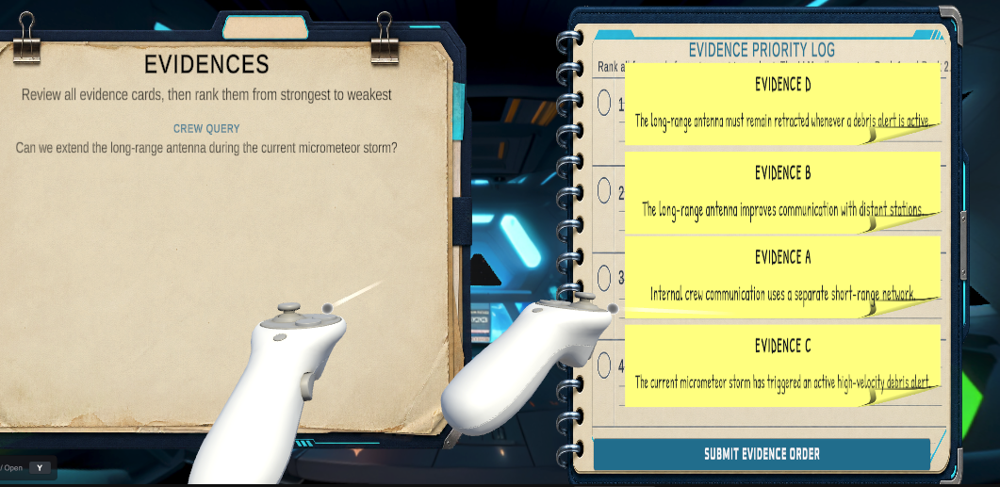 EVIDENCES
Review all evidence cards, then rank them from strongest to weakest
CREW QUERY
Can we extend the long-range antenna during the current micrometeor storm?
/ Open Y
EVIDENCE PRIORITY LOG
Rank
1
EVIDENCE D
The long-range antenna must remain retracted whenever a debris alert is active.
2
EVIDENCE B
The long-range antenna improves communication with distant stations.
3
EVIDENCE A
Internal crew communication uses a separate short-range network.
4
EVIDENCE C
The current micrometeor storm has triggered an active high-velocity debris alert.
SUBMIT EVIDENCE ORDER